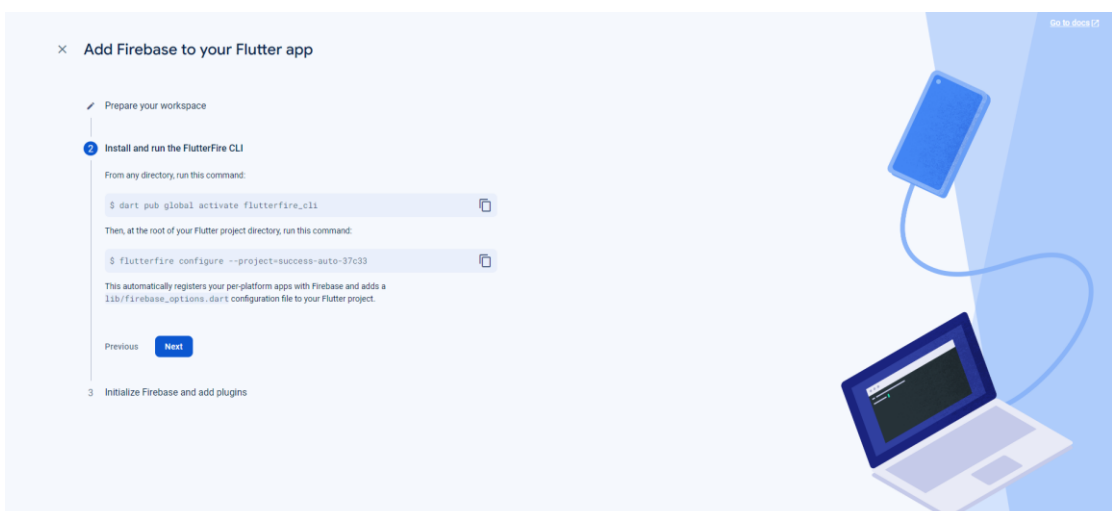 Go to docs
Add Firebase to your Flutter app
Prepare your workspace
2 Install and run the FlutterFire CLI
From any directory, run this command:
$ dart pub global activate flutterfire_cli
Then, at the root of your Flutter project directory, run this command:
$ flutterfire configure --project=success-auto-37c33
This automatically registers your per-platform apps with Firebase and adds a
lib/firebase_options.dart configuration file to your Flutter project.
Previous Next
3 Initialize Firebase and add plugins